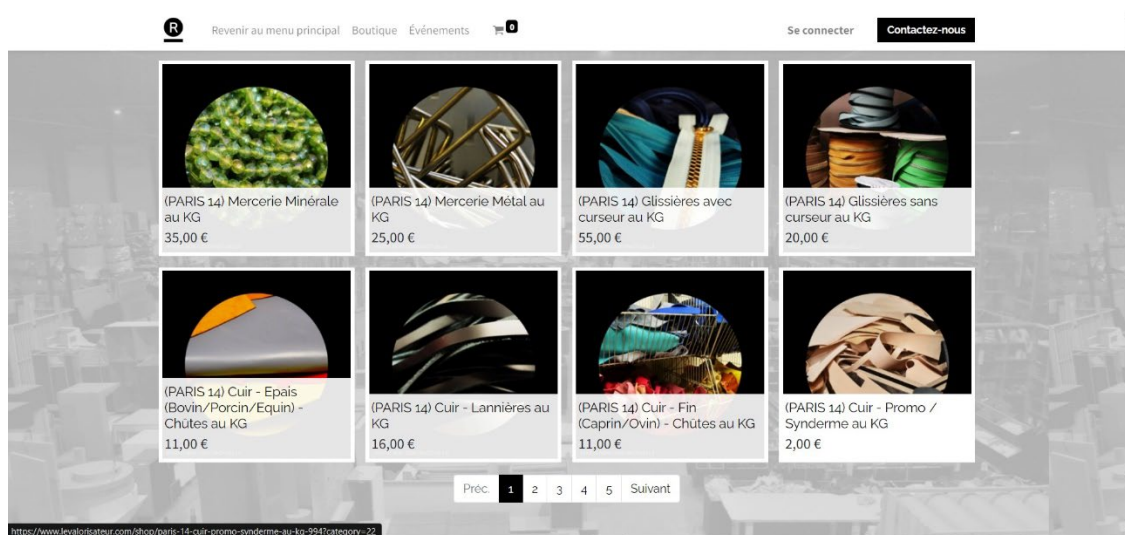 R
Revenir au menu principal Boutique Événements 0 Se connecter Contactez-nous
(PARIS 14) Mercerie Minérale
au KG
35,00 €
(PARIS 14) Mercerie Métal au
KG
25,00 €
(PARIS 14) Glissières avec
curseur au KG
55,00 €
(PARIS 14) Glissières sans
curseur au KG
20,00 €
(PARIS 14) Cuir - Epais
(Bovin/Porcin/Equin) -
Chûtes au KG
11,00 €
(PARIS 14) Cuir - Lannières au
KG
16,00 €
(PARIS 14) Cuir - Fin
(Caprin/Ovin) - Chûtes au KG
11,00 €
(PARIS 14) Cuir - Promo /
Synderme au KG
2,00 €
Préc. 1 2 3 4 5 Suivant
https://www.levalorisateur.com/shop/paris-14-cuir-promo-synderme-au-kg-994?category=22